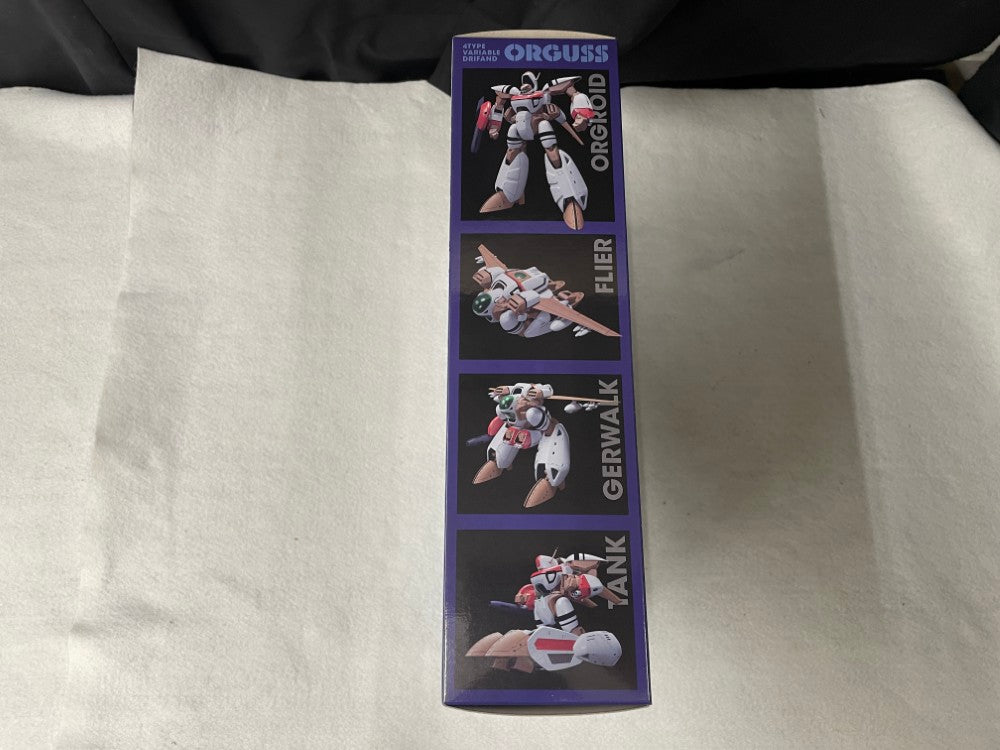 4TYPE
VARIABLE
DRIFAND
ORGUSS
ORGROID
FLIER
GERWALK
TANK